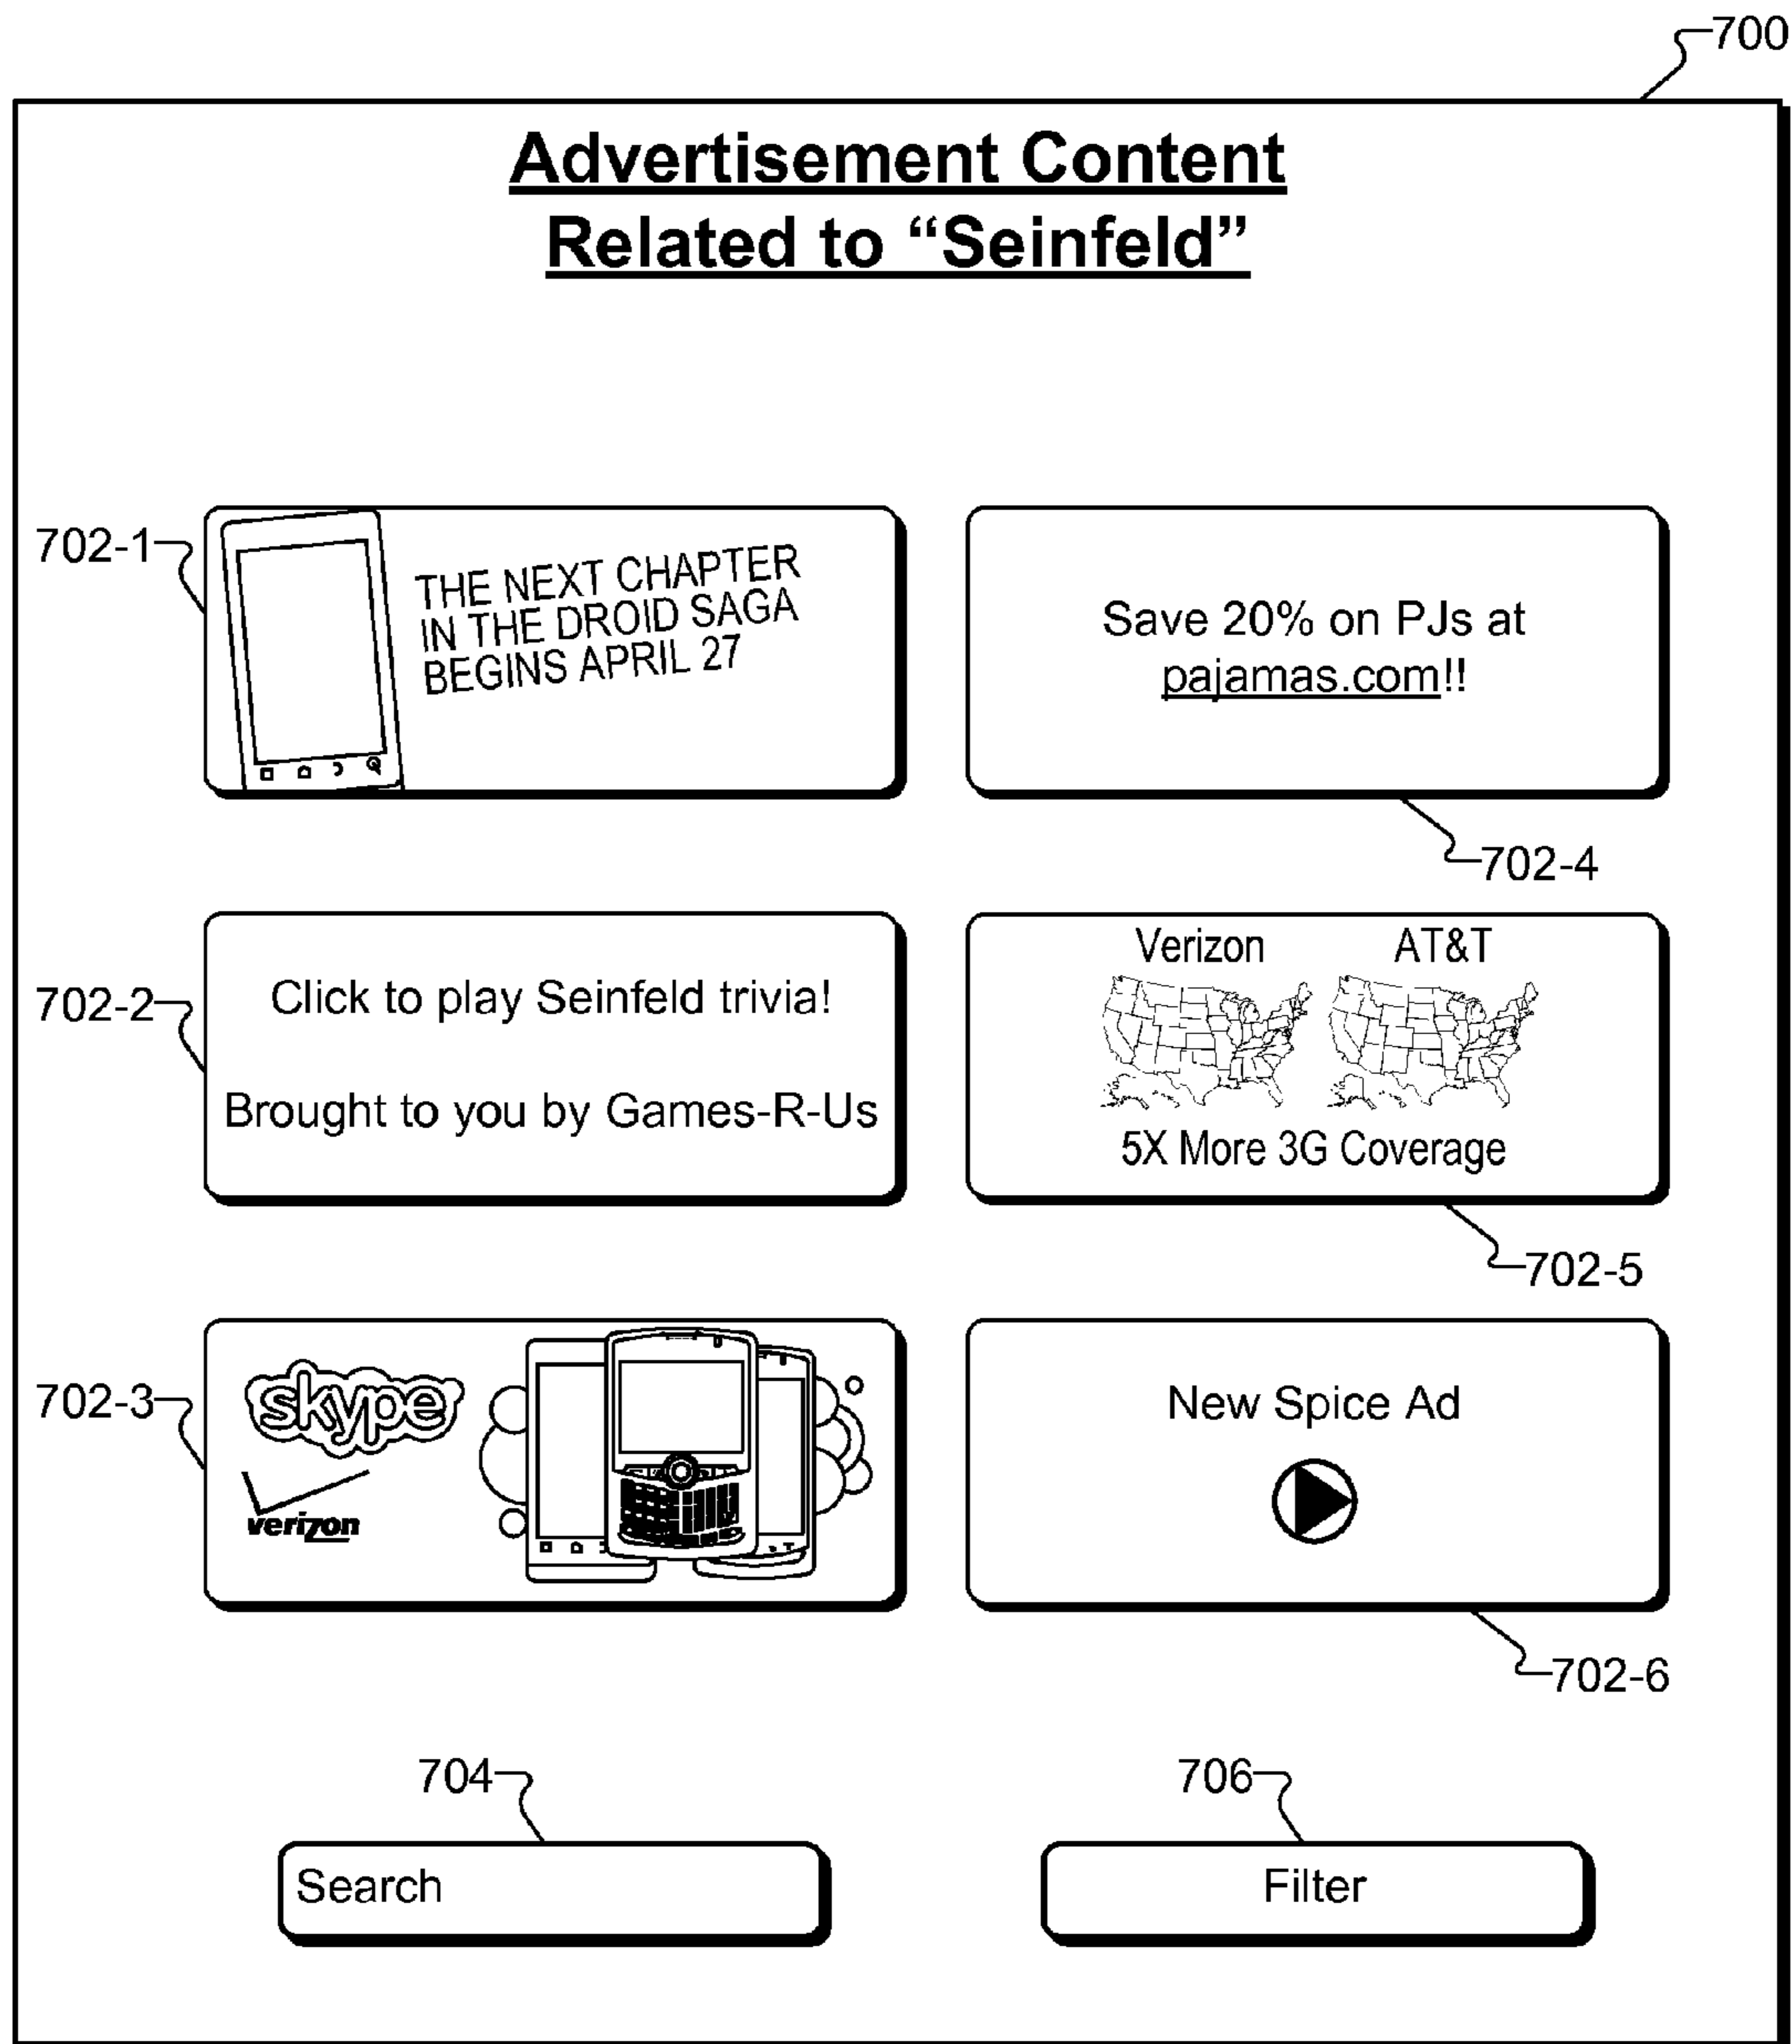 700
Advertisement Content
Related to “Seinfeld”
702-1
THE NEXT CHAPTER
IN THE DROID SAGA
BEGINS APRIL 27
Save 20% on PJs at
pajamas.com!!
702-4
702-2
Click to play Seinfeld trivia!
Brought to you by Games-R-Us
Verizon
AT&T
5X More 3G Coverage
702-5
702-3
skype
verizon
New Spice Ad
702-6
704
706
Search
Filter